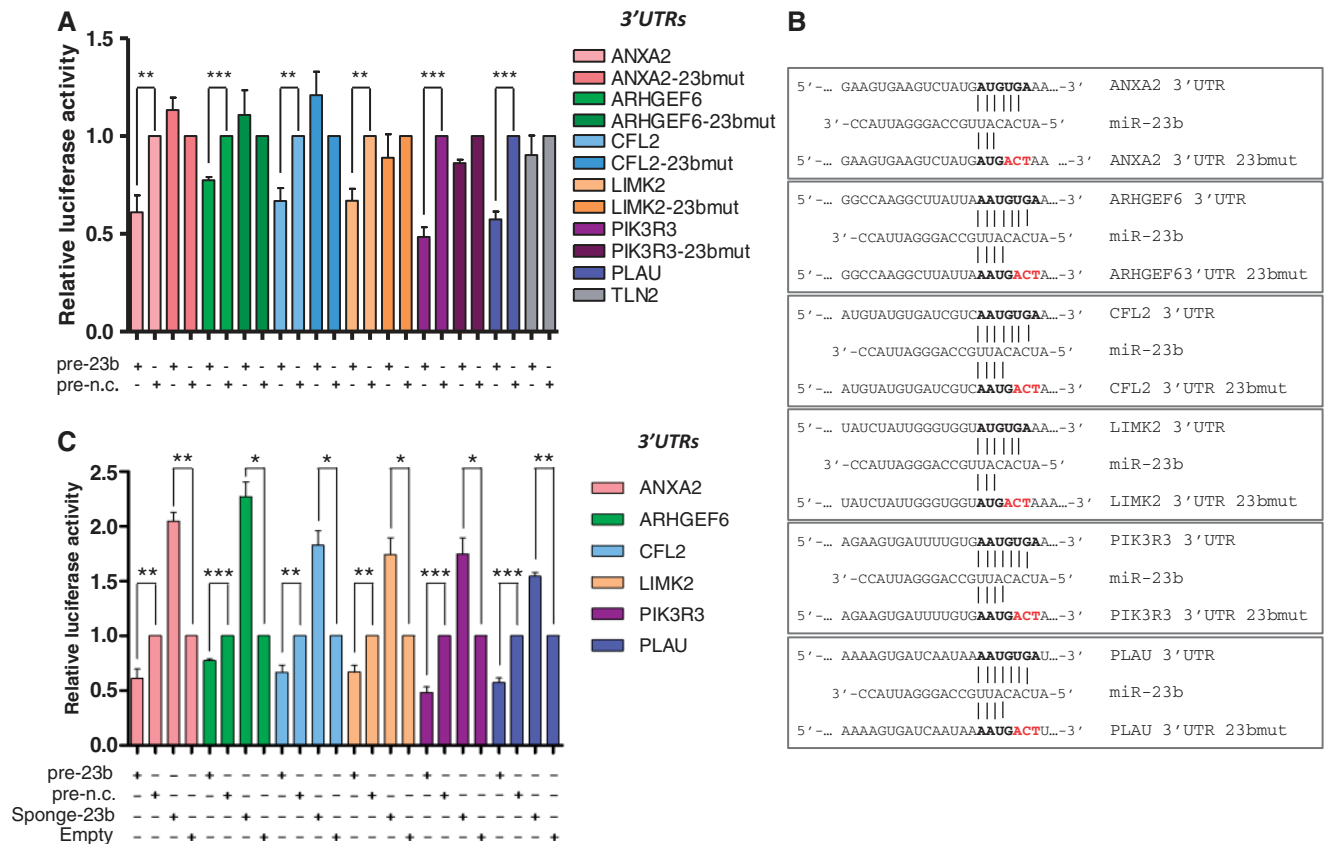 A
3'UTRs
1.5
1.0
0.5
0.0
Relative luciferase activity
** *** ** ** *** ***
ANXA2
ANXA2-23bmut
ARHGEF6
ARHGEF6-23bmut
CFL2
CFL2-23bmut
LIMK2
LIMK2-23bmut
PIK3R3
PIK3R3-23bmut
PLAU
TLN2
pre-23b + - + - + - + - + - + - + - + - + - + - + - + -
pre-n.c. - + - + - + - + - + - + - + - + - + - + - + - +
B
5'-… GAAGUGAAGUCUAUGAUGUGAAA…-3' ANXA2 3'UTR
3'-CCAUUAGGGACCGUUACACUA-5' miR-23b
5'-… GAAGUGAAGUCUAUGAUGACTAA …-3' ANXA2 3'UTR 23bmut
5'-… GGCCAAGGCUUAUUAAAUGUGAA…-3' ARHGEF6 3'UTR
3'-CCAUUAGGGACCGUUACACUA-5' miR-23b
5'-… GGCCAAGGCUUAUUAAAUGACTA…-3' ARHGEF63'UTR 23bmut
5'-… AUGUAUGUGAUCGUCAAUGUGAA…-3' CFL2 3'UTR
3'-CCAUUAGGGACCGUUACACUA-5' miR-23b
5'-… AUGUAUGUGAUCGUCAAUGACTA…-3' CFL2 3'UTR 23bmut
5'-… UAUCUAUUGGGUGGUAUGUGAAA…-3' LIMK2 3'UTR
3'-CCAUUAGGGACCGUUACACUA-5' miR-23b
5'-… UAUCUAUUGGGUGGUAUGACTAAA…-3' LIMK2 3'UTR 23bmut
5'-… AGAAGUGAUUUUGUGAAUGUGAA…-3' PIK3R3 3'UTR
3'-CCAUUAGGGACCGUUACACUA-5' miR-23b
5'-… AGAAGUGAUUUUGUGAAUGACTA…-3' PIK3R3 3'UTR 23bmut
5'-… AAAAGUGAUCAAUAAAAUGUGAU…-3' PLAU 3'UTR
3'-CCAUUAGGGACCGUUACACUA-5' miR-23b
5'-… AAAAGUGAUCAAUAAAAUGACTU…-3' PLAU 3'UTR 23bmut
C
3'UTRs
2.5
2.0
1.5
1.0
0.5
0.0
Relative luciferase activity
** * * * * **
** *** ** ** *** ***
ANXA2
ARHGEF6
CFL2
LIMK2
PIK3R3
PLAU
pre-23b + - - - + - - - + - - - + - - - + - - - + - - -
pre-n.c. - + - - - + - - - + - - - + - - - + - - - + - -
Sponge-23b - - + - - - + - - - + - - - + - - - + - - - + -
Empty - - - + - - - + - - - + - - - + - - - + - - - +